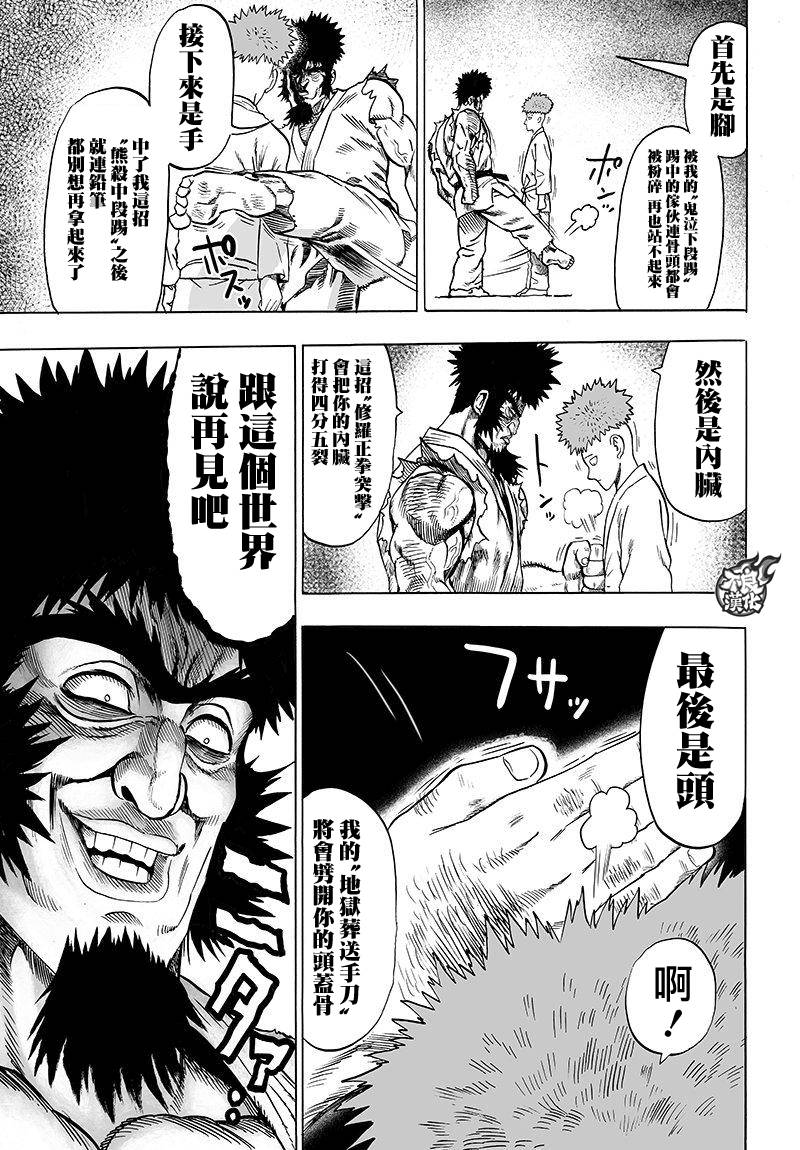 首先是腳
被我的“鬼泣下段踢”
踢中的傢伙連骨頭都會
被粉碎 再也站不起來
ポン
接下來是手
中了我這招
“熊殺中段踢”之後
就連鉛筆
都別想再拿起來了
ポスッ
然後是內臟
這招“修羅正拳突擊”
會把你的內臟
打得四分五裂
最後是頭
フサッ
我的“地獄葬送手刀”
將會劈開你的頭蓋骨
啊！
跟這個世界
說再見吧
ニタァ…
漢化